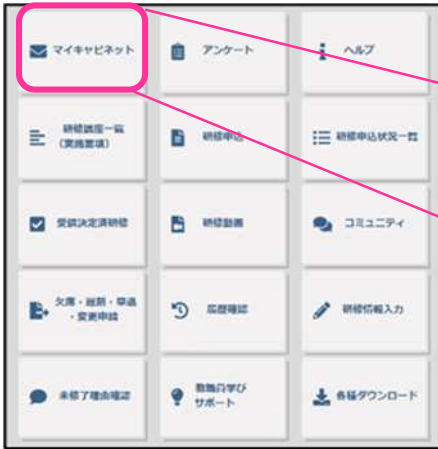 マイキャビネット
アンケート
ヘルプ
研修講座一覧
（実施要項）
研修申込
研修申込状況一覧
受講決定済研修
研修動画
コミュニティ
欠席・遅刻・早退
・変更申請
履歴確認
研修情報入力
未修了理由確認
教職員学び
サポート
各種ダウンロード